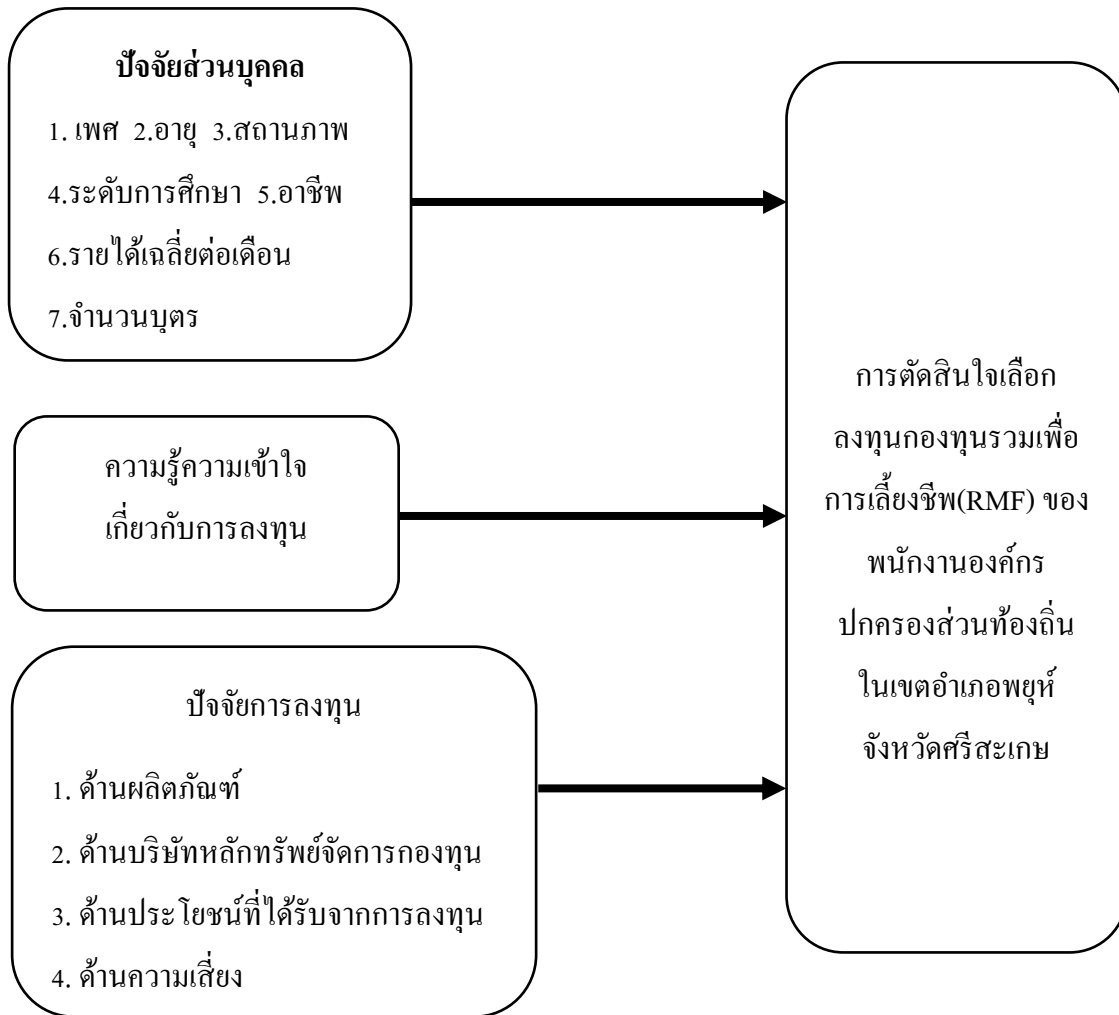 ปัจจัยส่วนบุคคล
1. เพศ 2.อายุ 3.สถานภาพ
4.ระดับการศึกษา 5.อาชีพ
6.รายได้เฉลี่ยต่อเดือน
7.จำนวนบุตร
ความรู้ความเข้าใจ
เกี่ยวกับการลงทุน
ปัจจัยการลงทุน
1. ด้านผลิตภัณฑ์
2. ด้านบริษัทหลักทรัพย์จัดการกองทุน
3. ด้านประโยชน์ที่ได้รับจากการลงทุน
4. ด้านความเสี่ยง
การตัดสินใจเลือก
ลงทุนกองทุนรวมเพื่อ
การเลี้ยงชีพ(RMF) ของ
พนักงานองค์กร
ปกครองส่วนท้องถิ่น
ในเขตอำเภอพยุห์
จังหวัดศรีสะเกษ